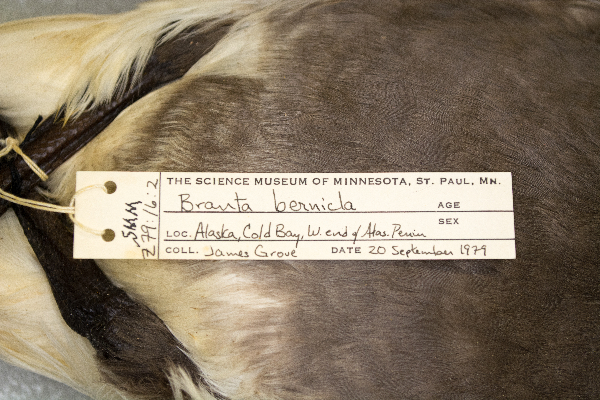 THE SCIENCE MUSEUM OF MINNESOTA, ST. PAUL, MN.
Branta bernicla AGE
SEX
LOC. Alaska, Cold Bay, W. end of Alas. Penin
COLL. James Grove DATE 20 September 1979
SMM
Z79:16:2